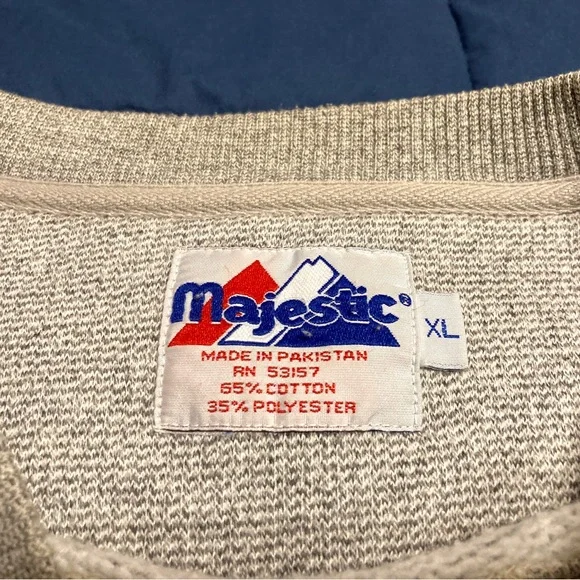 Majestic®
XL
MADE IN PAKISTAN
RN 53157
65% COTTON
35% POLYESTER